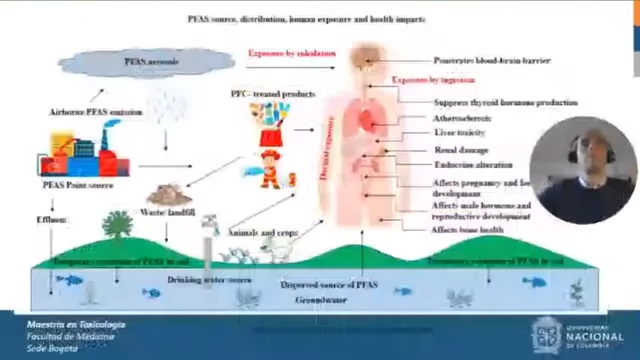 PFAS source, distribution, human exposure and health impacts
PFAS aerosols
Exposure by inhalation
Penetrates blood-brain barrier
Exposure by ingestion
Airborne PFAS emission
PFC- treated products
Suppress thyroid hormone production
Atherosclerosis
Liver toxicity
Dermal exposure
Renal damage
Endocrine alteration
PFAS Point source
Affects pregnancy and
development
Waste landfill
Affects male hormone and
reproductive development
Effluent
Animals and crops
Affects bone health
Drinking water source
Dispersed source of PFAS
Groundwater
Maestría en Toxicología
Facultad de Medicina
Sede Bogotá
UNIVERSIDAD
NACIONAL
DE COLOMBIA